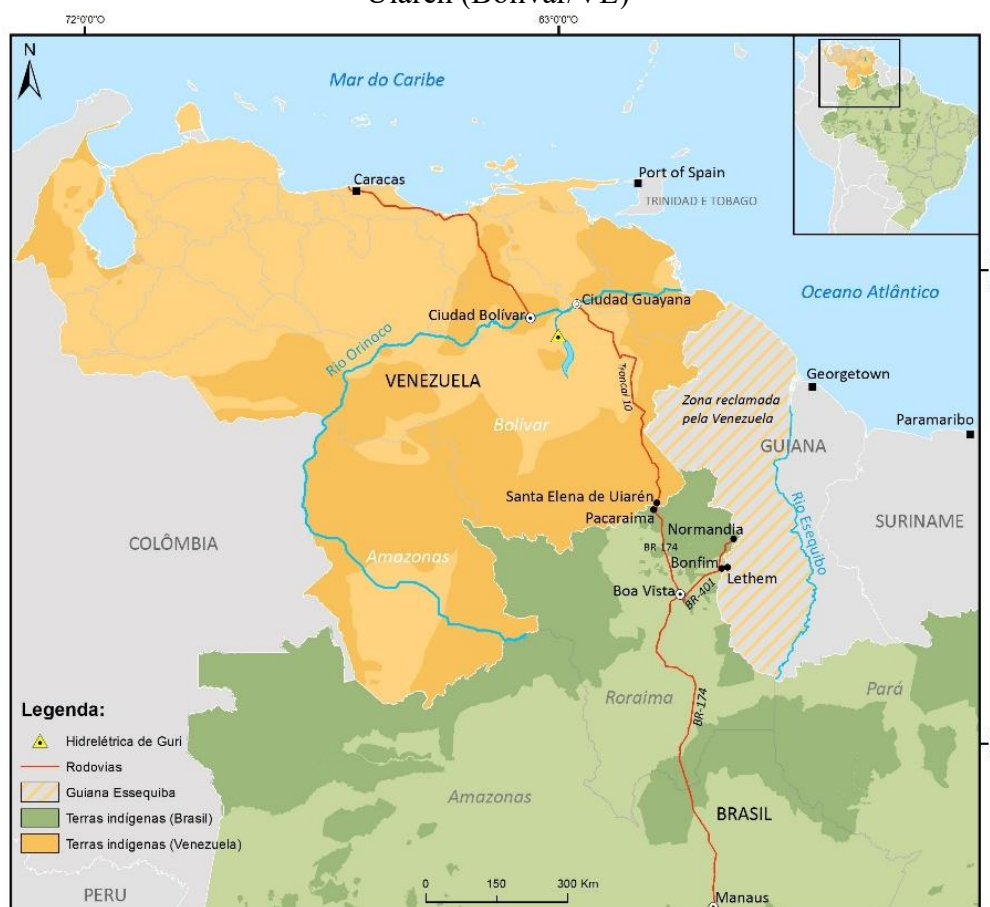 Uiarén (Bolívar/VE)
72°0'0"O
63°0'0"O
N
Mar do Caribe
Caracas
Port of Spain
TRINIDAD E TOBAGO
Oceano Atlântico
Ciudad Guayana
Ciudad Bolívar
Rio Orinoco
Troncal 10
Georgetown
VENEZUELA
Zona reclamada
pela Venezuela
Paramaribo
Bolívar
GUIANA
Santa Elena de Uiarén
Pacaraima
Rio Esequibo
SURINAME
Normandia
COLÔMBIA
BR-174
Amazonas
Bonfim
Lethem
Boa Vista
BR-401
Roraima
Pará
BR-174
Legenda:
Hidrelétrica de Guri
Rodovias
Guiana Essequiba
Terras indígenas (Brasil)
Terras indígenas (Venezuela)
Amazonas
BRASIL
PERU
0 150 300 Km
Manaus